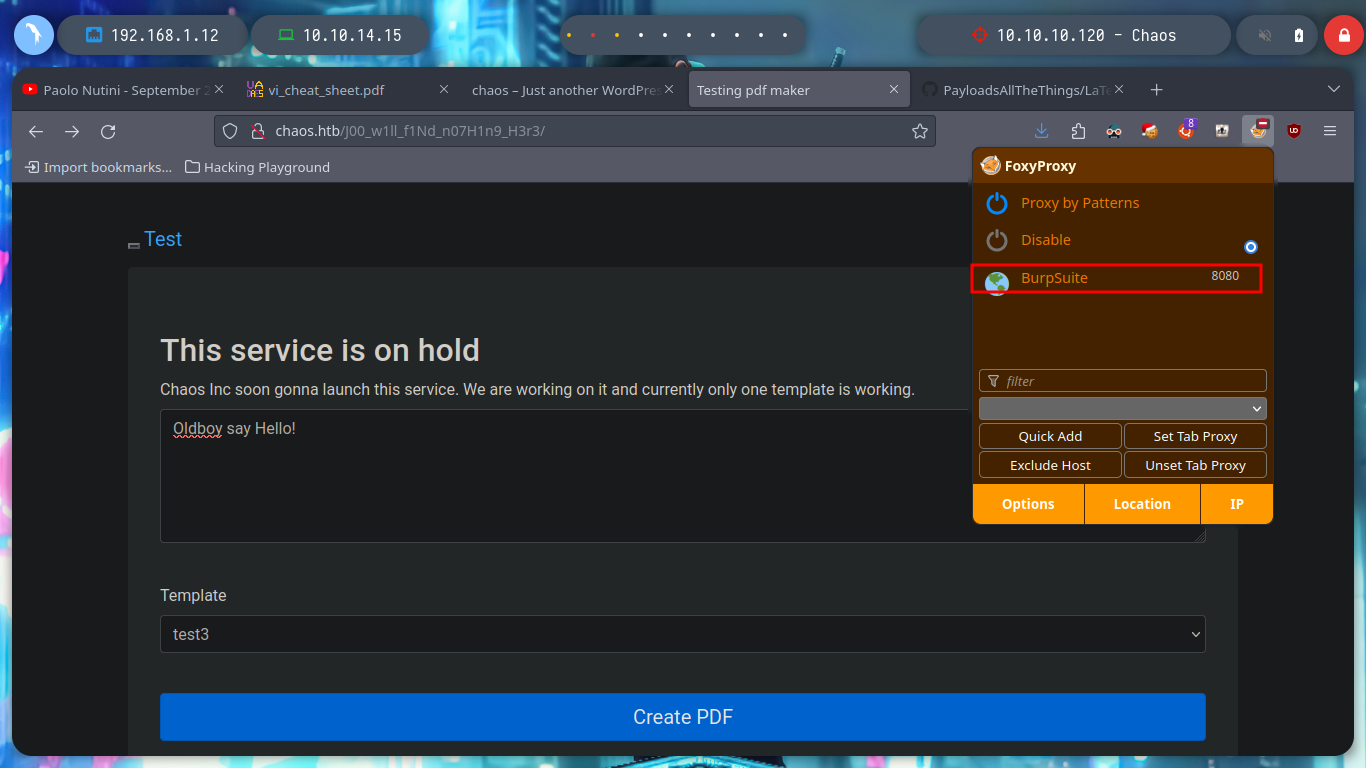 192.168.1.12
10.10.14.15
10.10.10.120 - Chaos
Paolo Nutini - September 2
vi_cheat_sheet.pdf
chaos – Just another WordPres
Testing pdf maker
PayloadsAllTheThings/LaTe
chaos.htb/J00_w1ll_f1Nd_n07H1n9_H3r3/
8
Import bookmarks...
Hacking Playground
FoxyProxy
Proxy by Patterns
Disable
BurpSuite
8080
filter
Quick Add
Set Tab Proxy
Exclude Host
Unset Tab Proxy
Options
Location
IP
Test
This service is on hold
Chaos Inc soon gonna launch this service. We are working on it and currently only one template is working.
Oldboy say Hello!
Template
test3
Create PDF